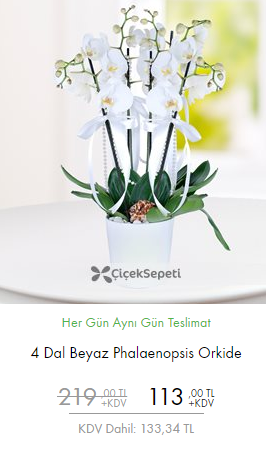 ÇiçekSepeti
Her Gün Aynı Gün Teslimat
4 Dal Beyaz Phalaenopsis Orkide
219,00 TL +KDV 113,00 TL +KDV
KDV Dahil: 133,34 TL